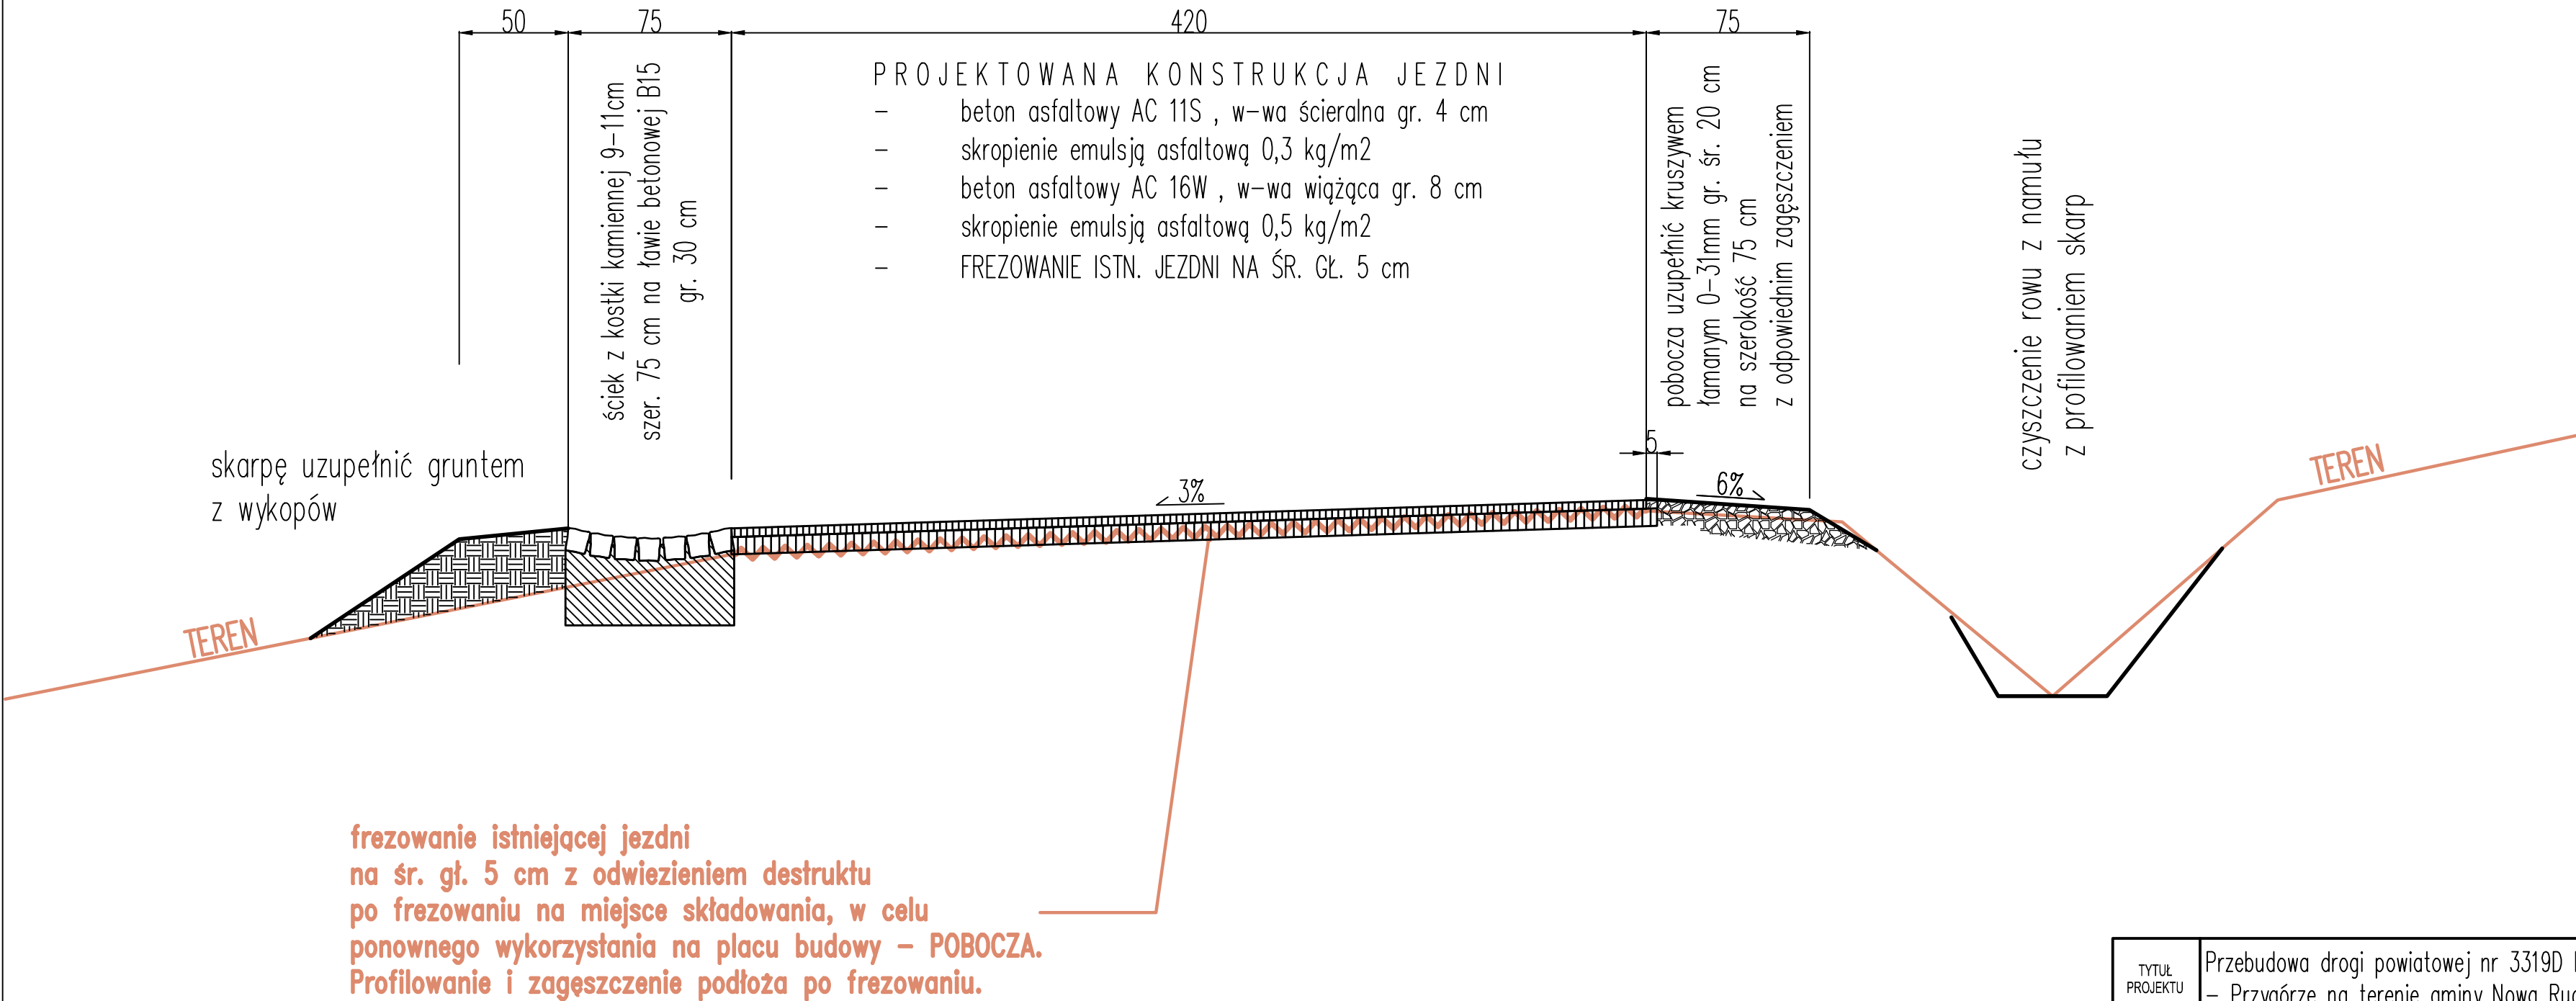 50
75
420
75
PROJEKTOWANA KONSTRUKCJA JEZDNI
- beton asfaltowy AC 11S , w-wa ścieralna gr. 4 cm
- skropienie emulsją asfaltową 0,3 kg/m2
- beton asfaltowy AC 16W , w-wa wiążąca gr. 8 cm
- skropienie emulsją asfaltową 0,5 kg/m2
- FREZOWANIE ISTN. JEZDNI NA ŚR. GŁ. 5 cm
ściek z kostki kamiennej 9-11cm
szer. 75 cm na ławie betonowej B15
gr. 30 cm
pobocza uzupełnić kruszywem
łamanym 0-31mm gr. śr. 20 cm
na szerokość 75 cm
z odpowiednim zagęszczeniem
czyszczenie rowu z namułu
z profilowaniem skarp
skarpę uzupełnić gruntem
z wykopów
5
3%
6%
TEREN
TEREN
frezowanie istniejącej jezdni
na śr. gł. 5 cm z odwiezieniem destruktu
po frezowaniu na miejsce składowania, w celu
ponownego wykorzystania na placu budowy - POBOCZA.
Profilowanie i zagęszczenie podłoża po frezowaniu.
TYTUŁ
PROJEKTU
Przebudowa drogi powiatowej nr 3319D
- Przygórze na terenie gminy Nowa